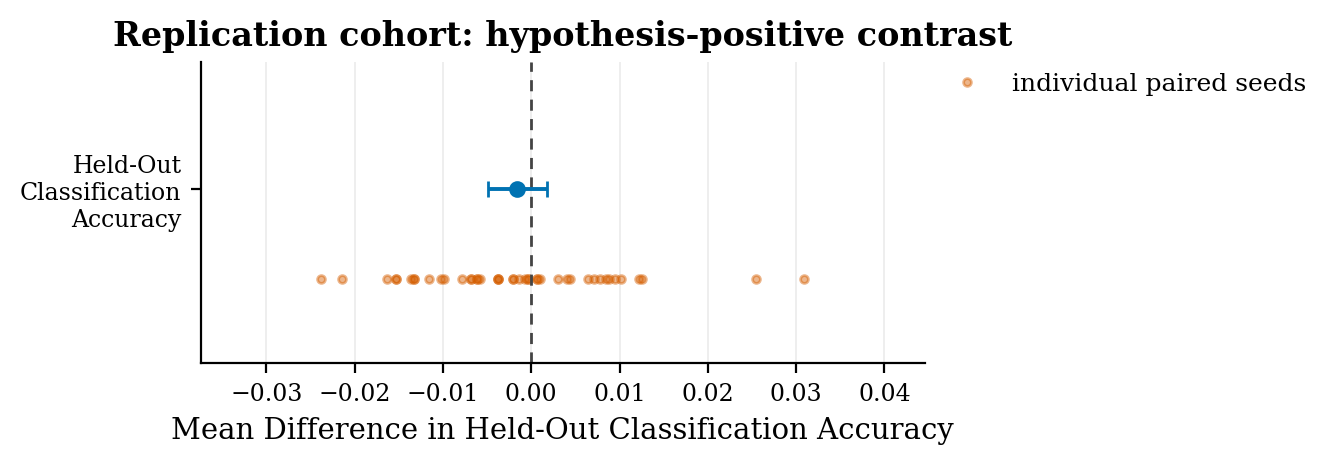 Replication cohort: hypothesis-positive contrast
individual paired seeds
Held-Out
Classification
Accuracy
−0.03 −0.02 −0.01 0.00 0.01 0.02 0.03 0.04
Mean Difference in Held-Out Classification Accuracy